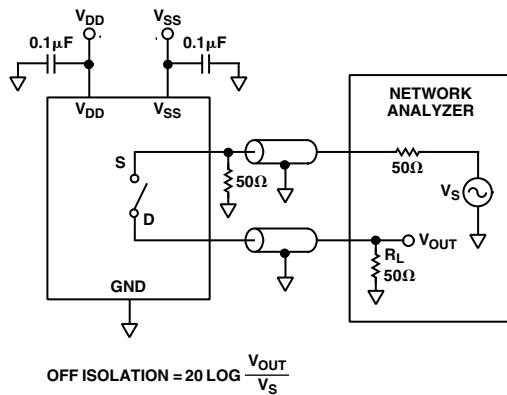 VDD
VSS
0.1µF
0.1µF
VDD
VSS
NETWORK
ANALYZER
S
50Ω
50Ω
VS
D
VOUT
RL
50Ω
GND
OFF ISOLATION = 20 LOG VOUT/VS